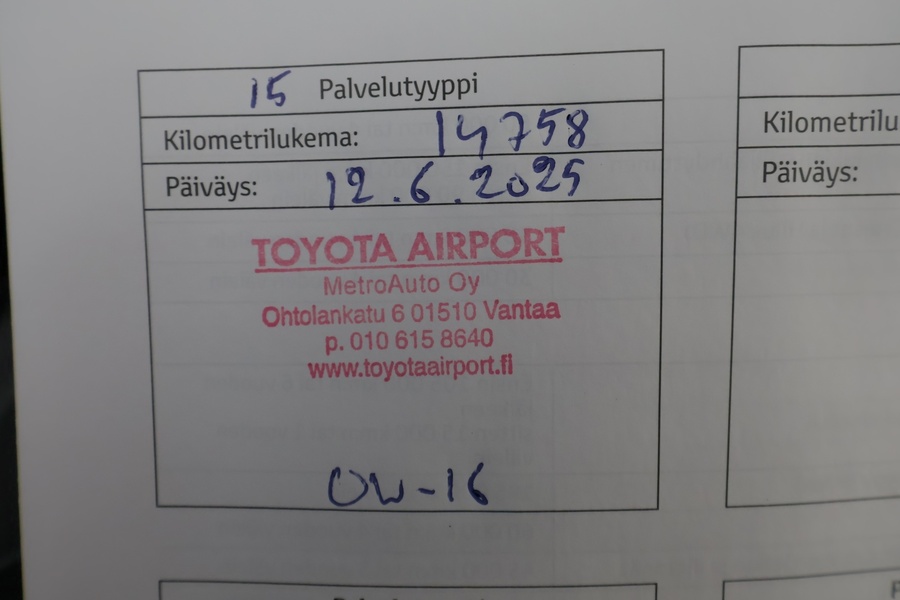 15 Palvelutyyppi
Kilometrilukema: 14758
Päiväys: 12.6.2025
TOYOTA AIRPORT
MetroAuto Oy
Ohtolankatu 6 01510 Vantaa
p. 010 615 8640
www.toyotaairport.fi
OW-16
Kilometrilu
Päiväys: